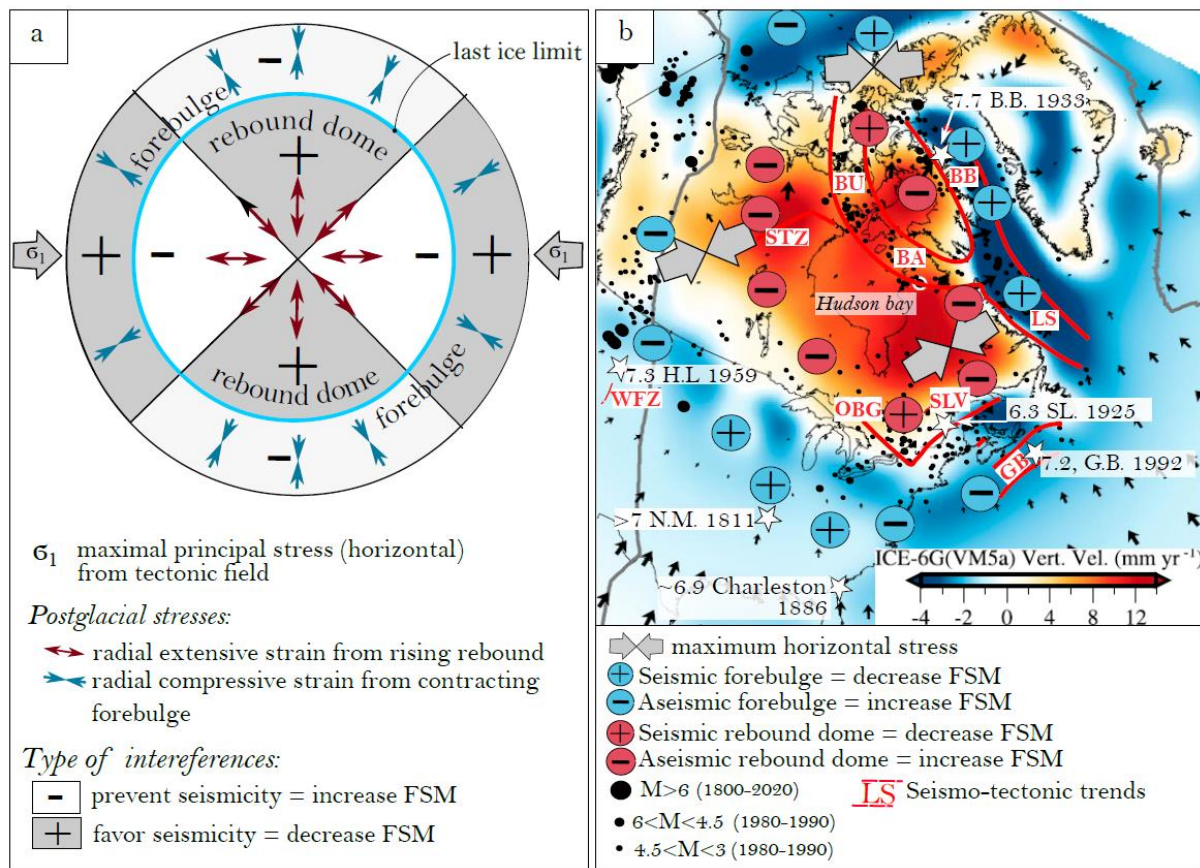 a
last ice limit
forebulge
rebound dome
+
-
σ1
+
-
-
+
σ1
+
rebound dome
forebulge
-
σ1 maximal principal stress (horizontal)
from tectonic field
Postglacial stresses:
radial extensive strain from rising rebound
radial compressive strain from contracting
forebulge
Type of intereferences:
- prevent seismicity = increase FSM
+ favor seismicity = decrease FSM
b
7.7 B.B. 1933
BU
BB
STZ
BA
Hudson bay
LS
7.3 H.L 1959
WFZ
OBG
SLV
6.3 SL. 1925
GB
7.2, G.B. 1992
>7 N.M. 1811
~6.9 Charleston
1886
ICE-6G(VM5a) Vert. Vel. (mm yr-1)
-4 -2 0 4 8 12
maximum horizontal stress
+ Seismic forebulge = decrease FSM
- Aseismic forebulge = increase FSM
+ Seismic rebound dome = decrease FSM
- Aseismic rebound dome = increase FSM
M>6 (1800-2020)
LS Seismo-tectonic trends
6<M<4.5 (1980-1990)
4.5<M<3 (1980-1990)